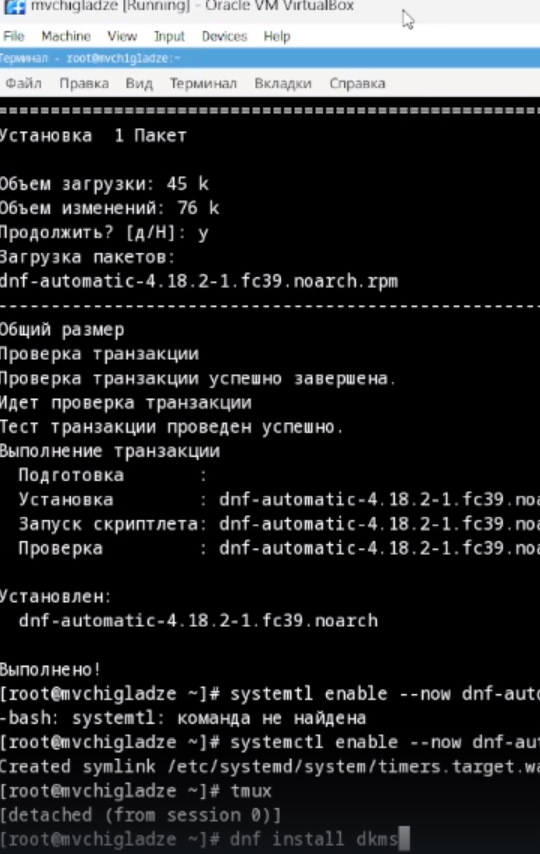 mvchigladze [Running] - Oracle VM VirtualBox
File Machine View Input Devices Help
Терминал - root@mvchigladze:~
Файл Правка Вид Терминал Вкладки Справка
Установка 1 Пакет
Объем загрузки: 45 k
Объем изменений: 76 k
Продолжить? [д/Н]: y
Загрузка пакетов:
dnf-automatic-4.18.2-1.fc39.noarch.rpm
Общий размер
Проверка транзакции
Проверка транзакции успешно завершена.
Идет проверка транзакции
Тест транзакции проведен успешно.
Выполнение транзакции
Подготовка :
Установка : dnf-automatic-4.18.2-1.fc39.noa
Запуск скриптлета: dnf-automatic-4.18.2-1.fc39.noa
Проверка : dnf-automatic-4.18.2-1.fc39.noa
Установлен:
dnf-automatic-4.18.2-1.fc39.noarch
Выполнено!
[root@mvchigladze ~]# systemtl enable --now dnf-auto
-bash: systemtl: команда не найдена
[root@mvchigladze ~]# systemctl enable --now dnf-aut
Created symlink /etc/systemd/system/timers.target.wa
[root@mvchigladze ~]# tmux
[detached (from session 0)]
[root@mvchigladze ~]# dnf install dkms